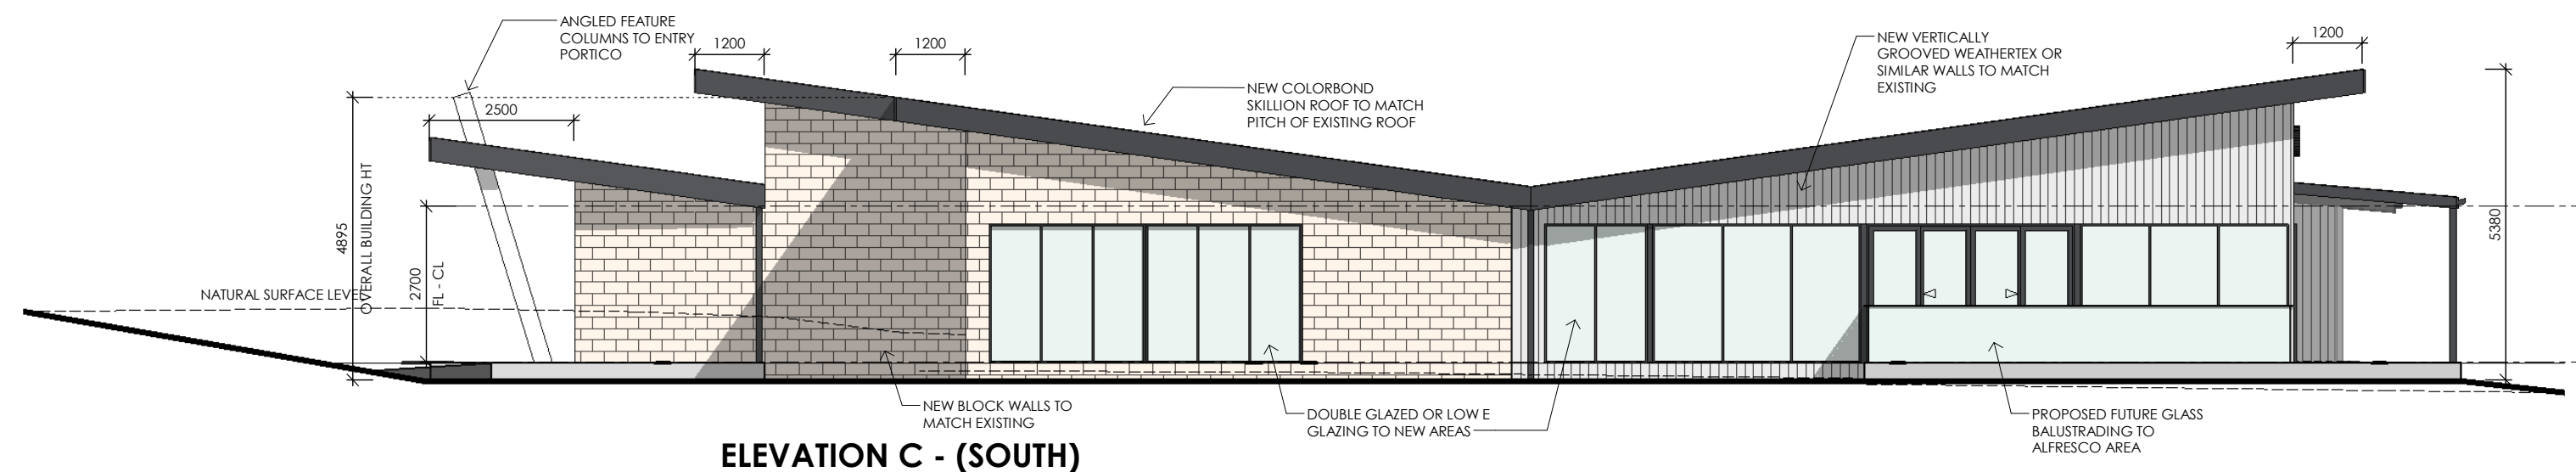 ANGLED FEATURE
COLUMNS TO ENTRY
PORTICO
1200
1200
NEW COLORBOND
SKILLION ROOF TO MATCH
PITCH OF EXISTING ROOF
NEW VERTICALLY
GROOVED WEATHERTEX OR
SIMILAR WALLS TO MATCH
EXISTING
1200
2500
4895
OVERALL BUILDING HT
2700
FL - CL
5380
NATURAL SURFACE LEVEL
NEW BLOCK WALLS TO
MATCH EXISTING
DOUBLE GLAZED OR LOW E
GLAZING TO NEW AREAS
PROPOSED FUTURE GLASS
BALUSTRADING TO
ALFRESCO AREA
ELEVATION C - (SOUTH)